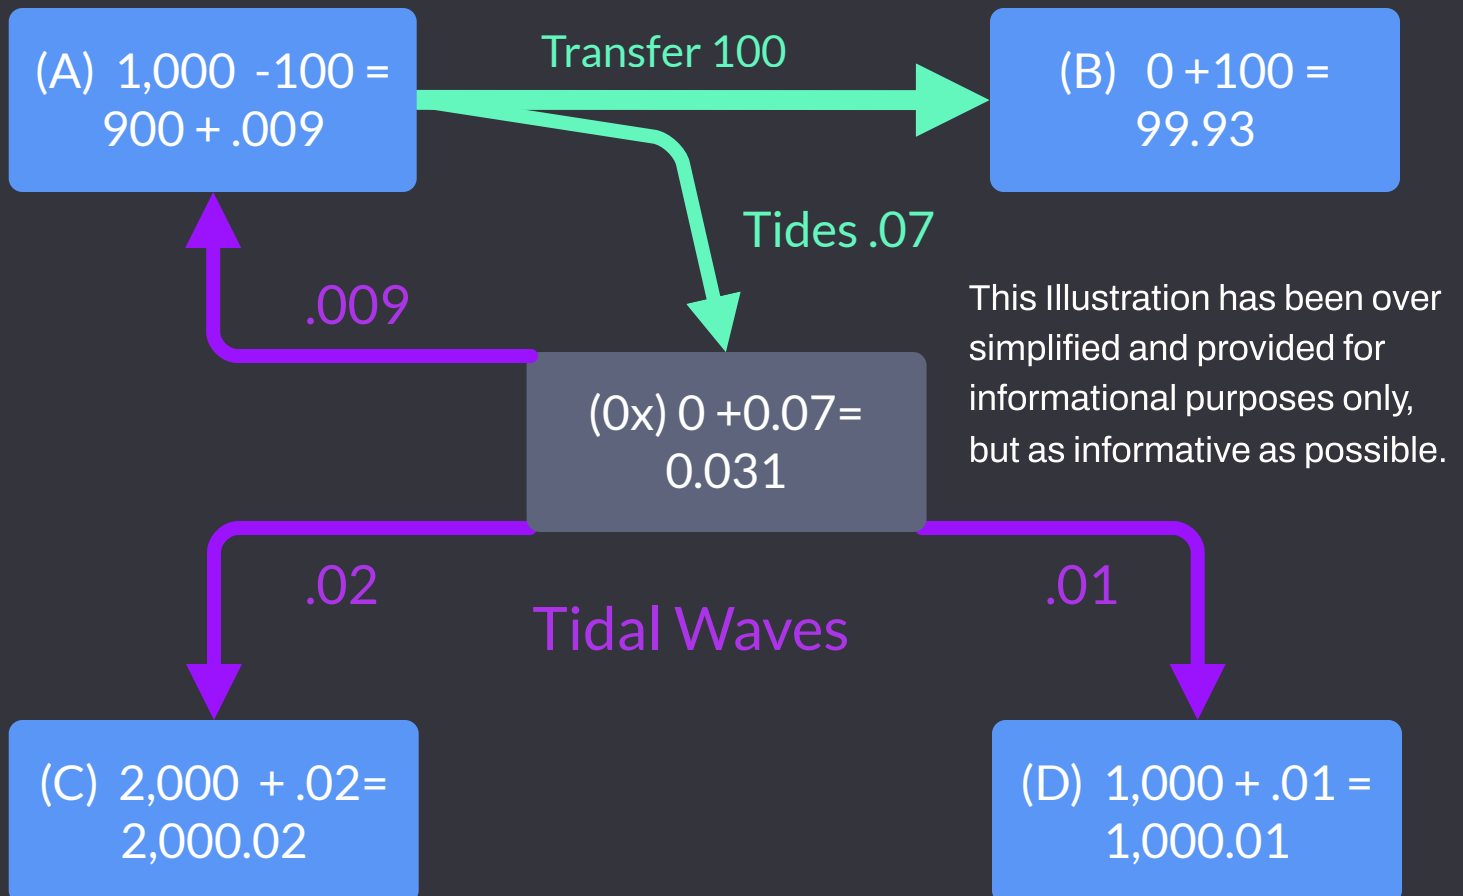 (A) 1,000 -100 =
900 + .009
Transfer 100
(B) 0 +100 =
99.93
Tides .07
.009
This Illustration has been over
simplified and provided for
informational purposes only,
but as informative as possible.
(0x) 0 +0.07=
0.031
.02
.01
Tidal Waves
(C) 2,000 + .02=
2,000.02
(D) 1,000 + .01 =
1,000.01